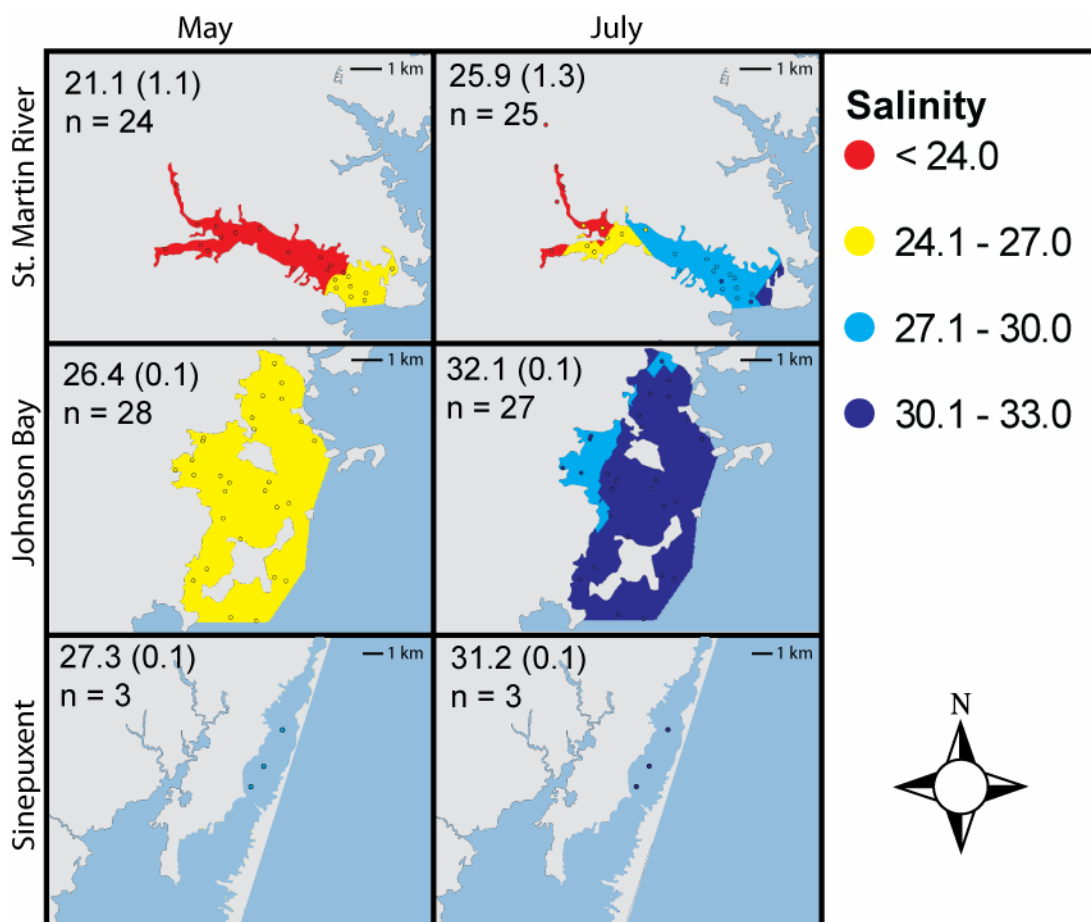 May
July
St. Martin River
21.1 (1.1)
n = 24
1 km
25.9 (1.3)
n = 25
1 km
Johnson Bay
26.4 (0.1)
n = 28
1 km
32.1 (0.1)
n = 27
1 km
Sinepuxent
27.3 (0.1)
n = 3
1 km
31.2 (0.1)
n = 3
1 km
Salinity
< 24.0
24.1 - 27.0
27.1 - 30.0
30.1 - 33.0
N